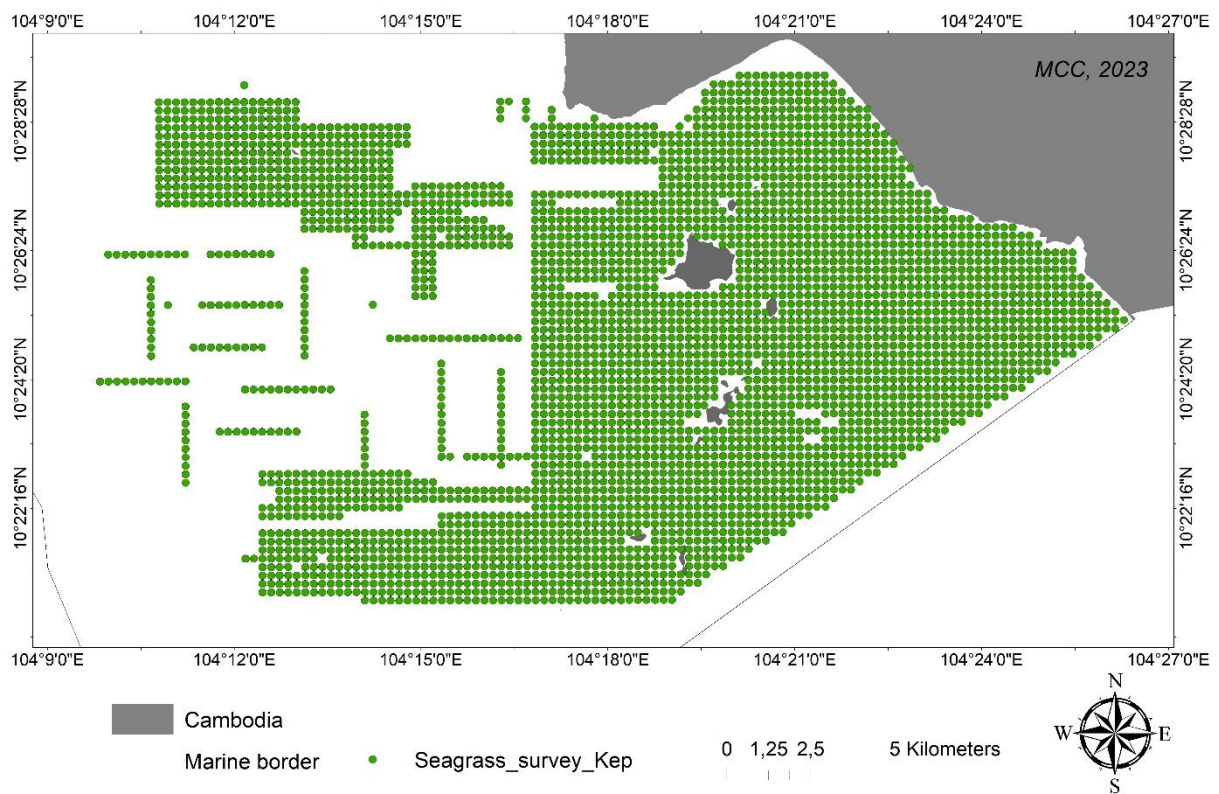 104°9'0"E 104°12'0"E 104°15'0"E 104°18'0"E 104°21'0"E 104°24'0"E 104°27'0"E
MCC, 2023
10°28'28"N 10°28'28"N
10°26'24"N 10°26'24"N
10°24'20"N 10°24'20"N
10°22'16"N 10°22'16"N
104°9'0"E 104°12'0"E 104°15'0"E 104°18'0"E 104°21'0"E 104°24'0"E 104°27'0"E
N
Cambodia
W E
Marine border Seagrass_survey_Kep 0 1,25 2,5 5 Kilometers
S